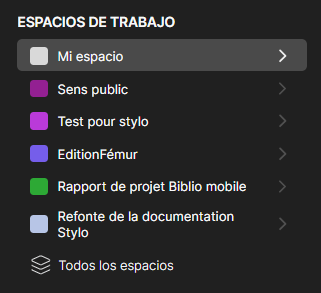 ESPACIOS DE TRABAJO
Mi espacio
Sens public
Test pour stylo
EditionFémur
Rapport de projet Biblio mobile
Refonte de la documentation
Stylo
Todos los espacios